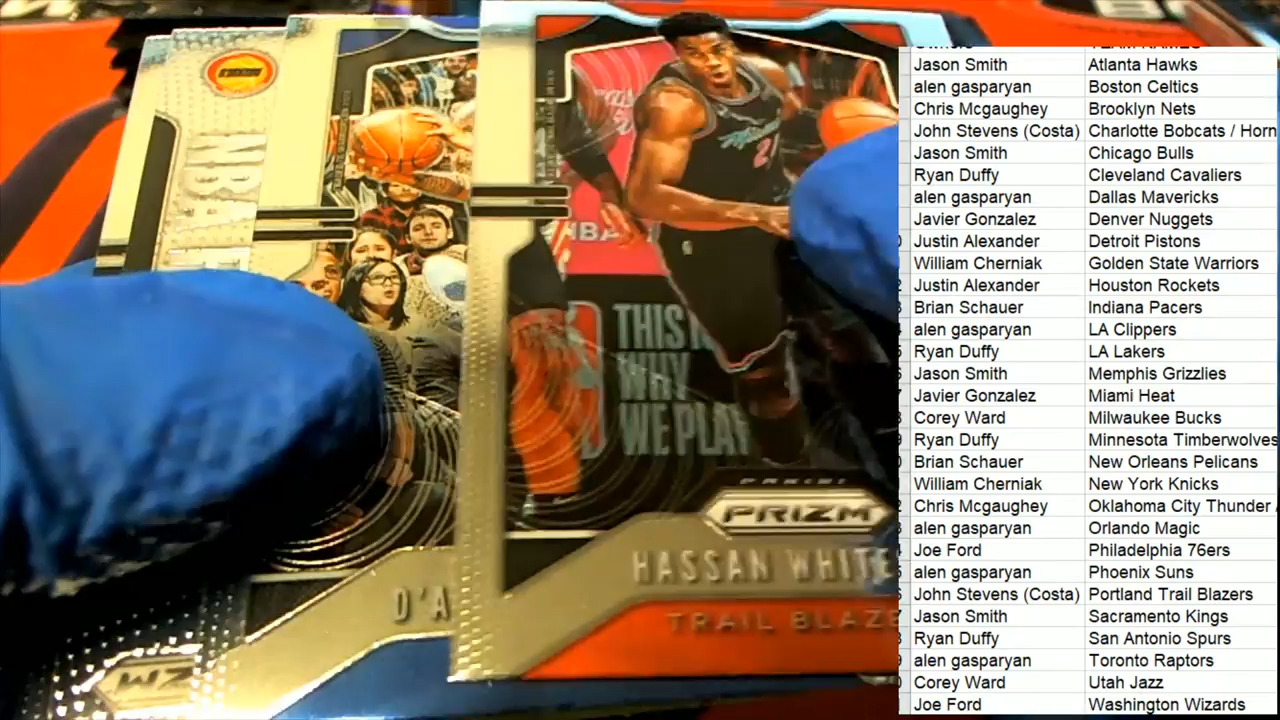 THIS
WHY
WE PLAY
NBA
PANINI
PRIZM
HASSAN WHITE
TRAIL BLAZE
D'A
Jason Smith Atlanta Hawks
alen gasparyan Boston Celtics
Chris Mcgaughey Brooklyn Nets
John Stevens (Costa) Charlotte Bobcats / Horn
Jason Smith Chicago Bulls
Ryan Duffy Cleveland Cavaliers
alen gasparyan Dallas Mavericks
Javier Gonzalez Denver Nuggets
Justin Alexander Detroit Pistons
William Cherniak Golden State Warriors
Justin Alexander Houston Rockets
Brian Schauer Indiana Pacers
alen gasparyan LA Clippers
Ryan Duffy LA Lakers
Jason Smith Memphis Grizzlies
Javier Gonzalez Miami Heat
Corey Ward Milwaukee Bucks
Ryan Duffy Minnesota Timberwolves
Brian Schauer New Orleans Pelicans
William Cherniak New York Knicks
Chris Mcgaughey Oklahoma City Thunder
alen gasparyan Orlando Magic
Joe Ford Philadelphia 76ers
alen gasparyan Phoenix Suns
John Stevens (Costa) Portland Trail Blazers
Jason Smith Sacramento Kings
Ryan Duffy San Antonio Spurs
alen gasparyan Toronto Raptors
Corey Ward Utah Jazz
Joe Ford Washington Wizards